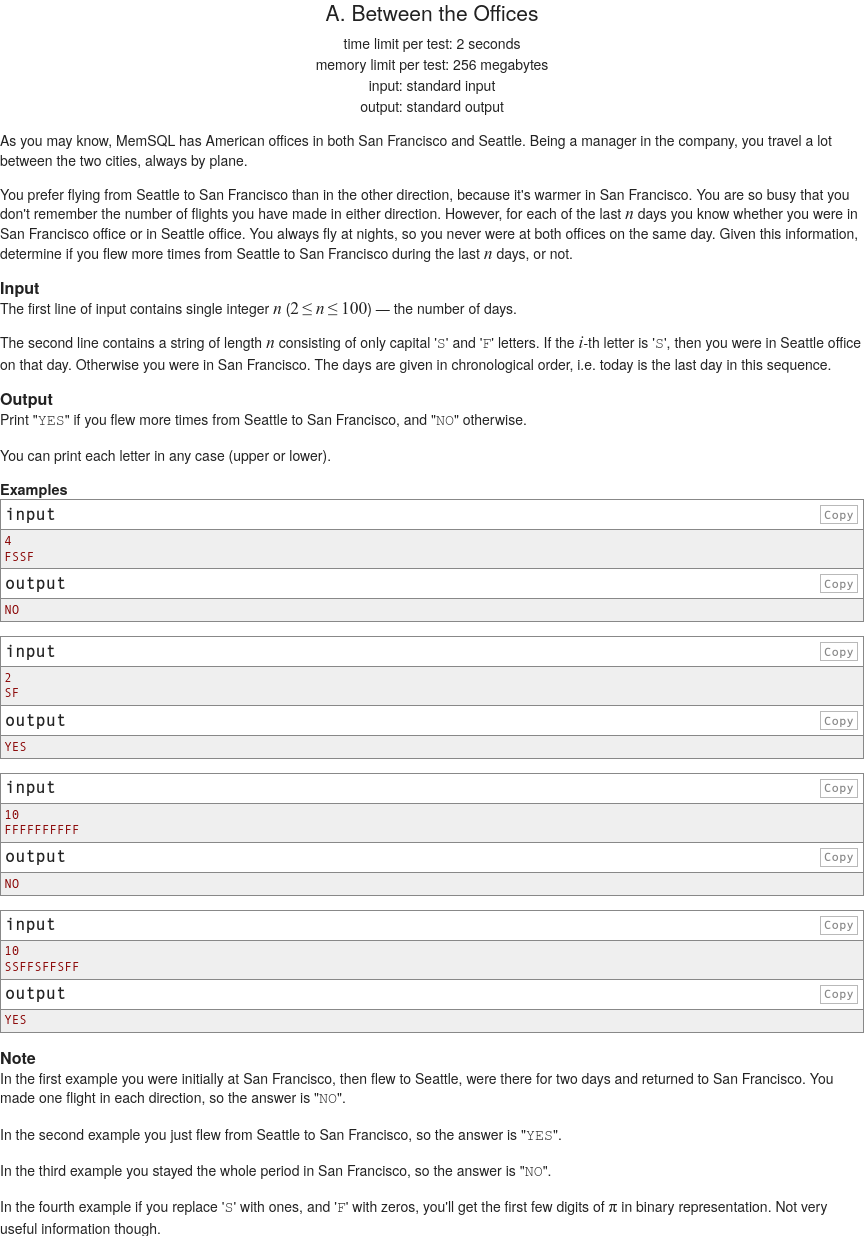 A. Between the Offices
time limit per test: 2 seconds
memory limit per test: 256 megabytes
input: standard input
output: standard output
As you may know, MemSQL has American offices in both San Francisco and Seattle. Being a manager in the company, you travel a lot
between the two cities, always by plane.
You prefer flying from Seattle to San Francisco than in the other direction, because it's warmer in San Francisco. You are so busy that you
don't remember the number of flights you have made in either direction. However, for each of the last n days you know whether you were in
San Francisco office or in Seattle office. You always fly at nights, so you never were at both offices on the same day. Given this information,
determine if you flew more times from Seattle to San Francisco during the last n days, or not.
Input
The first line of input contains single integer n (2 ≤ n ≤ 100) — the number of days.
The second line contains a string of length n consisting of only capital 'S' and 'F' letters. If the i-th letter is 'S', then you were in Seattle office
on that day. Otherwise you were in San Francisco. The days are given in chronological order, i.e. today is the last day in this sequence.
Output
Print "YES" if you flew more times from Seattle to San Francisco, and "NO" otherwise.
You can print each letter in any case (upper or lower).
Examples
input Copy
4
FSSF
output Copy
NO
input Copy
2
SF
output Copy
YES
input Copy
10
FFFFFFFFFF
output Copy
NO
input Copy
10
SSFFSFFSFF
output Copy
YES
Note
In the first example you were initially at San Francisco, then flew to Seattle, were there for two days and returned to San Francisco. You
made one flight in each direction, so the answer is "NO".
In the second example you just flew from Seattle to San Francisco, so the answer is "YES".
In the third example you stayed the whole period in San Francisco, so the answer is "NO".
In the fourth example if you replace 'S' with ones, and 'F' with zeros, you'll get the first few digits of π in binary representation. Not very
useful information though.